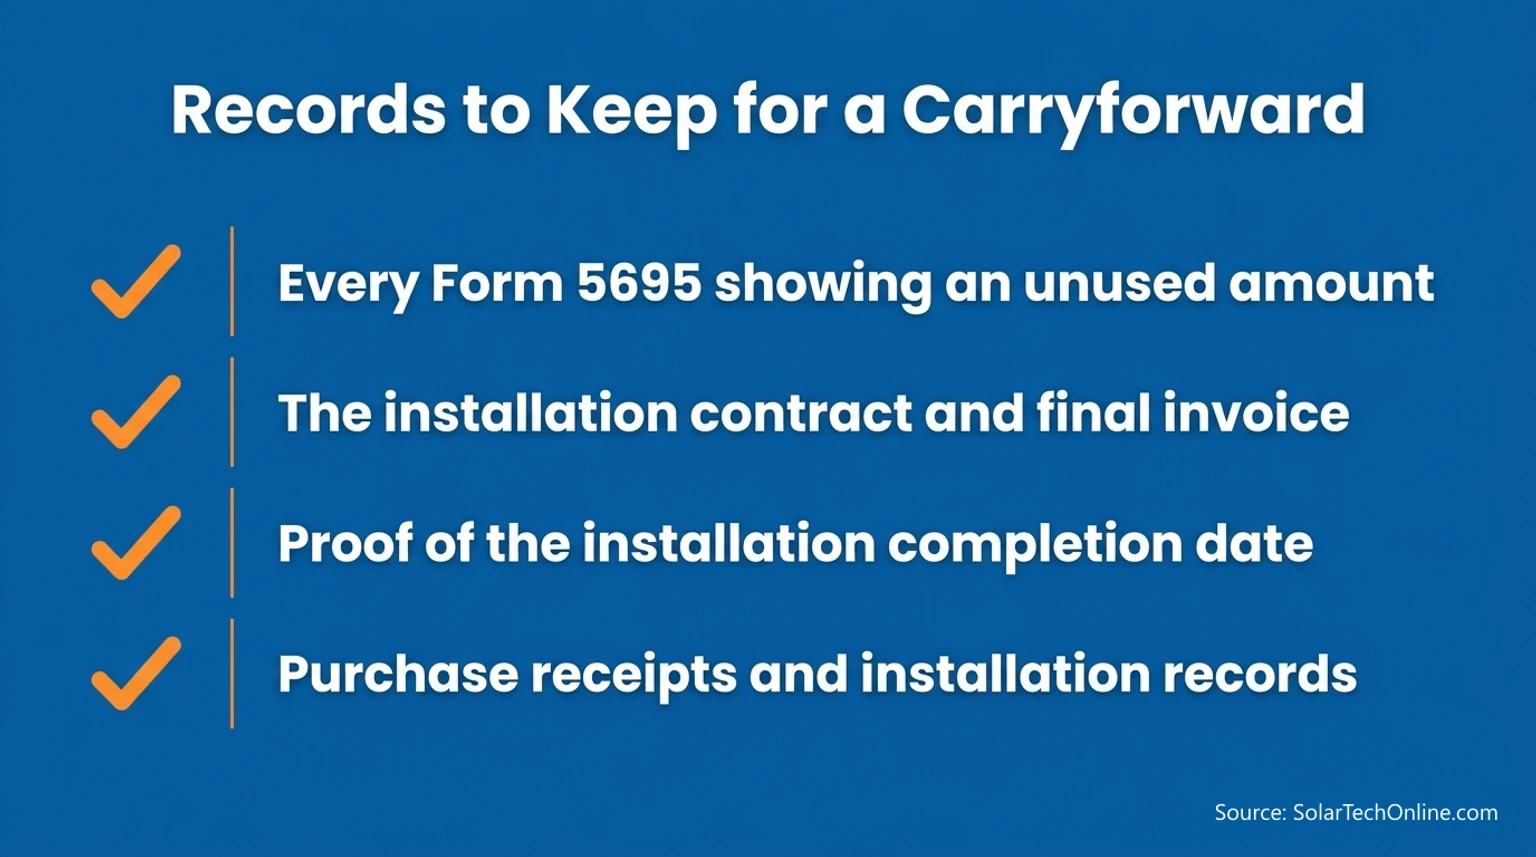 Records to Keep for a Carryforward
Every Form 5695 showing an unused amount
The installation contract and final invoice
Proof of the installation completion date
Purchase receipts and installation records
Source: SolarTechOnline.com